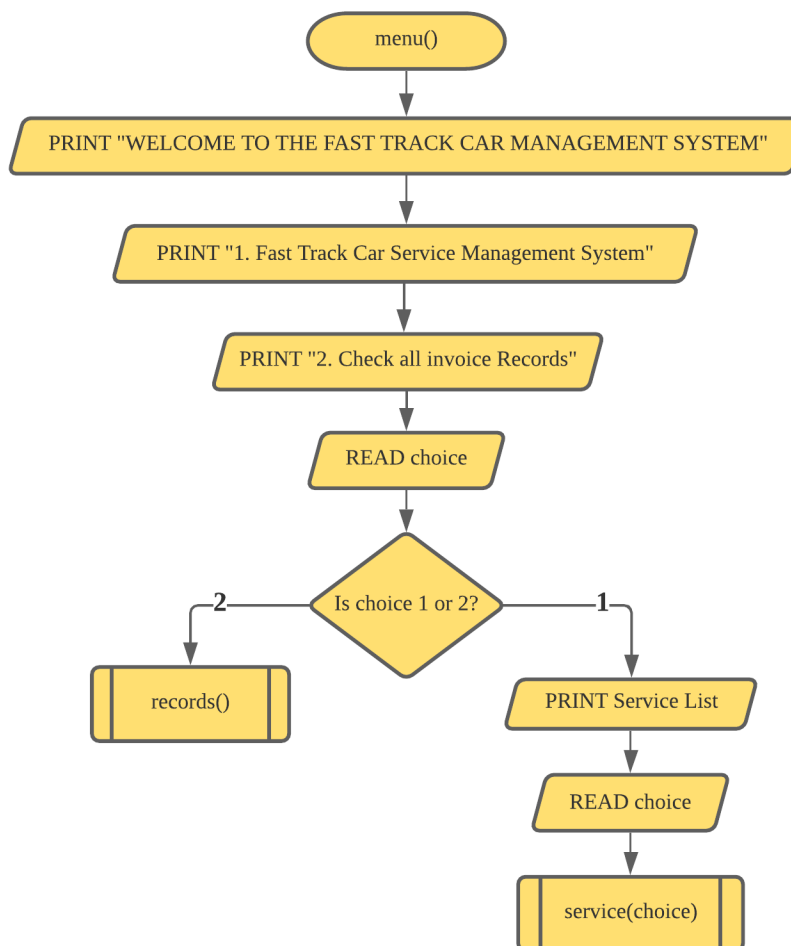 menu()
PRINT "WELCOME TO THE FAST TRACK CAR MANAGEMENT SYSTEM"
PRINT "1. Fast Track Car Service Management System"
PRINT "2. Check all invoice Records"
READ choice
Is choice 1 or 2?
2
1
records()
PRINT Service List
READ choice
service(choice)